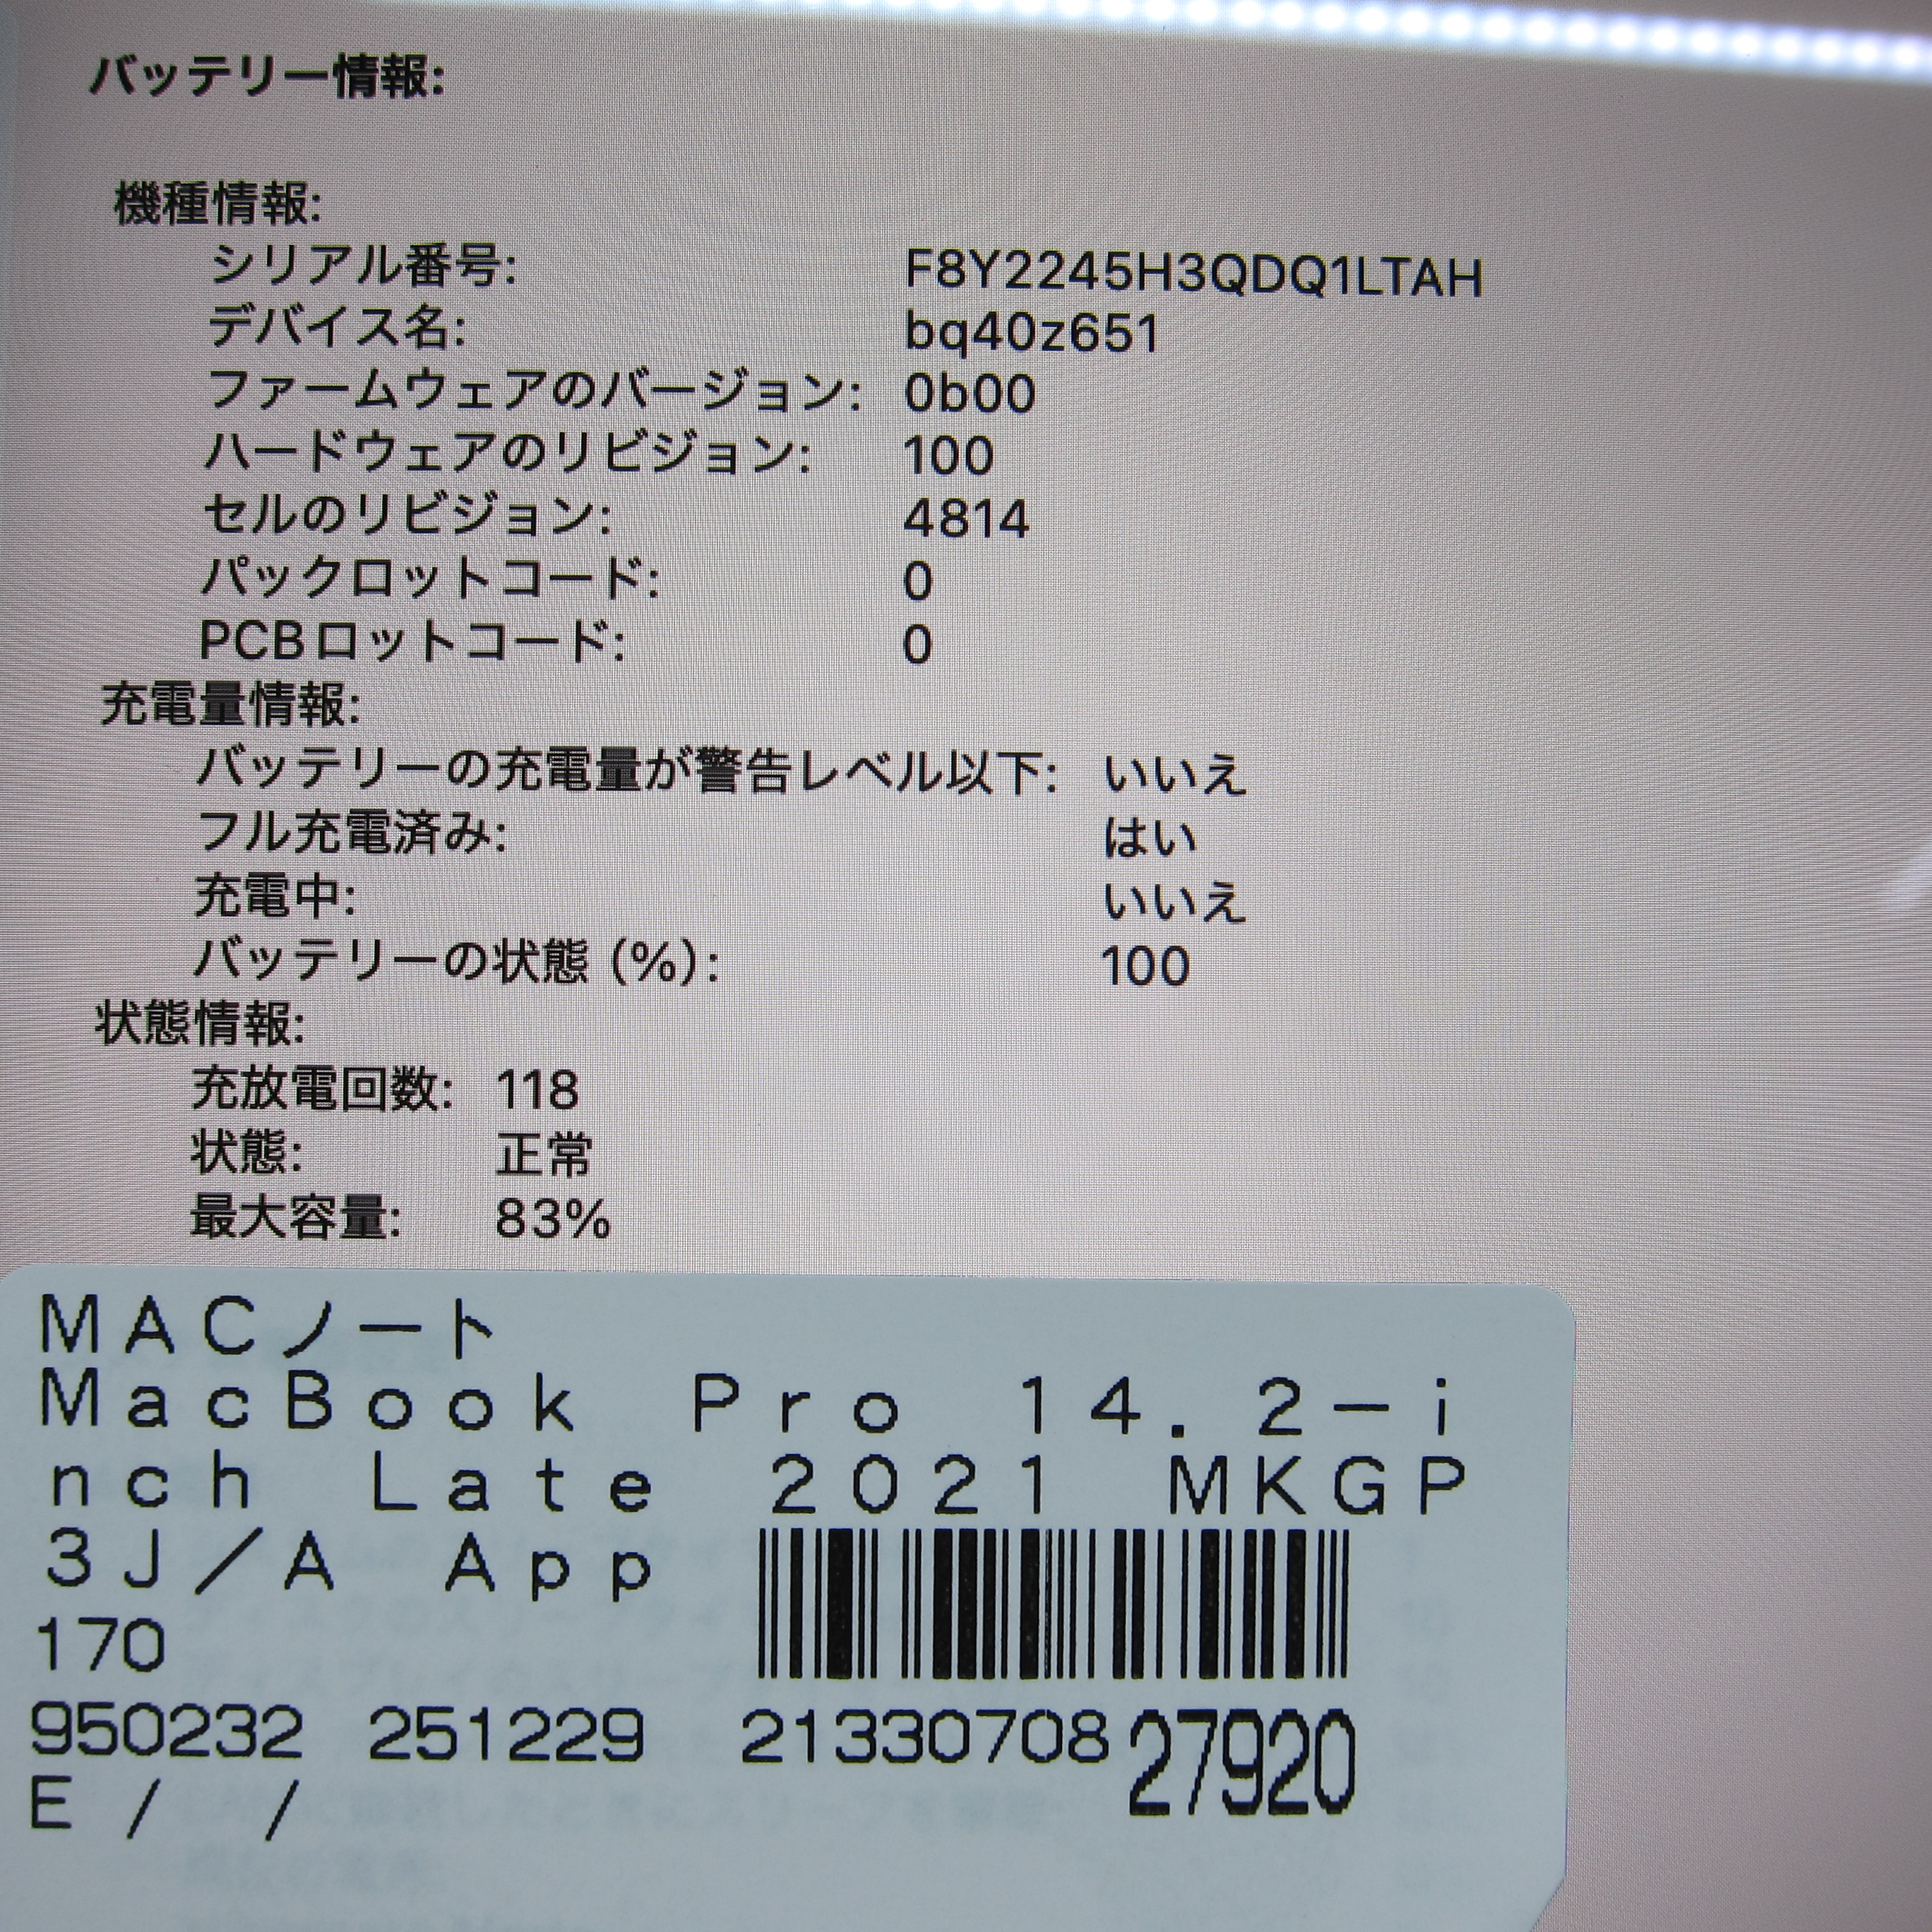 バッテリー情報:
機種情報:
シリアル番号: F8Y2245H3QDQ1LTAH
デバイス名: bq40z651
ファームウェアのバージョン: 0b00
ハードウェアのリビジョン: 100
セルのリビジョン: 4814
パックロットコード: 0
PCBロットコード: 0
充電量情報:
バッテリーの充電量が警告レベル以下: いいえ
フル充電済み: はい
充電中: いいえ
バッテリーの状態 (%): 100
状態情報:
充放電回数: 118
状態: 正常
最大容量: 83%
MACノート
MacBook Pro 14.2-i
nch Late 2021 MKGP
3J/A App
170
950232 251229 21330708 27920
E / /